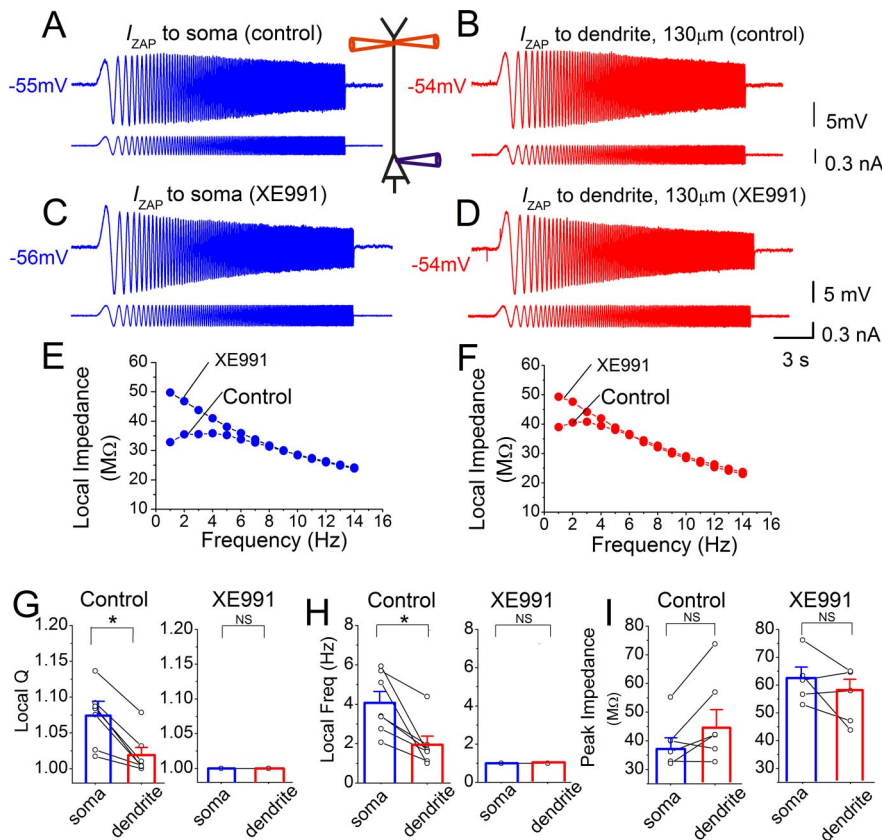 A
I_ZAP to soma (control)
-55mV
B
I_ZAP to dendrite, 130μm (control)
-54mV
5mV
0.3 nA
C
I_ZAP to soma (XE991)
-56mV
D
I_ZAP to dendrite, 130μm (XE991)
-54mV
5 mV
0.3 nA
3 s
E
Local Impedance
(MΩ)
60
50
40
30
20
10
XE991
Control
0 2 4 6 8 10 12 14 16
Frequency (Hz)
F
Local Impedance
(MΩ)
60
50
40
30
20
10
XE991
Control
0 2 4 6 8 10 12 14 16
Frequency (Hz)
G
Control
XE991
Local Q
1.20
1.15
1.10
1.05
1.00
*
soma
dendrite
1.20
1.15
1.10
1.05
1.00
NS
soma
dendrite
H
Control
XE991
Local Freq (Hz)
8
6
4
2
0
*
soma
dendrite
8
6
4
2
0
NS
soma
dendrite
I
Control
XE991
Peak Impedance
(MΩ)
80
70
60
50
40
30
NS
soma
dendrite
80
70
60
50
40
30
NS
soma
dendrite